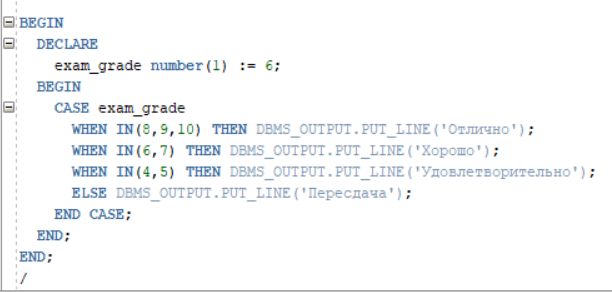 BEGIN
DECLARE
exam_grade number(1) := 6;
BEGIN
CASE exam_grade
WHEN IN(8,9,10) THEN DBMS_OUTPUT.PUT_LINE('Отлично');
WHEN IN(6,7) THEN DBMS_OUTPUT.PUT_LINE('Хорошо');
WHEN IN(4,5) THEN DBMS_OUTPUT.PUT_LINE('Удовлетворительно');
ELSE DBMS_OUTPUT.PUT_LINE('Пересдача');
END CASE;
END;
END;
/